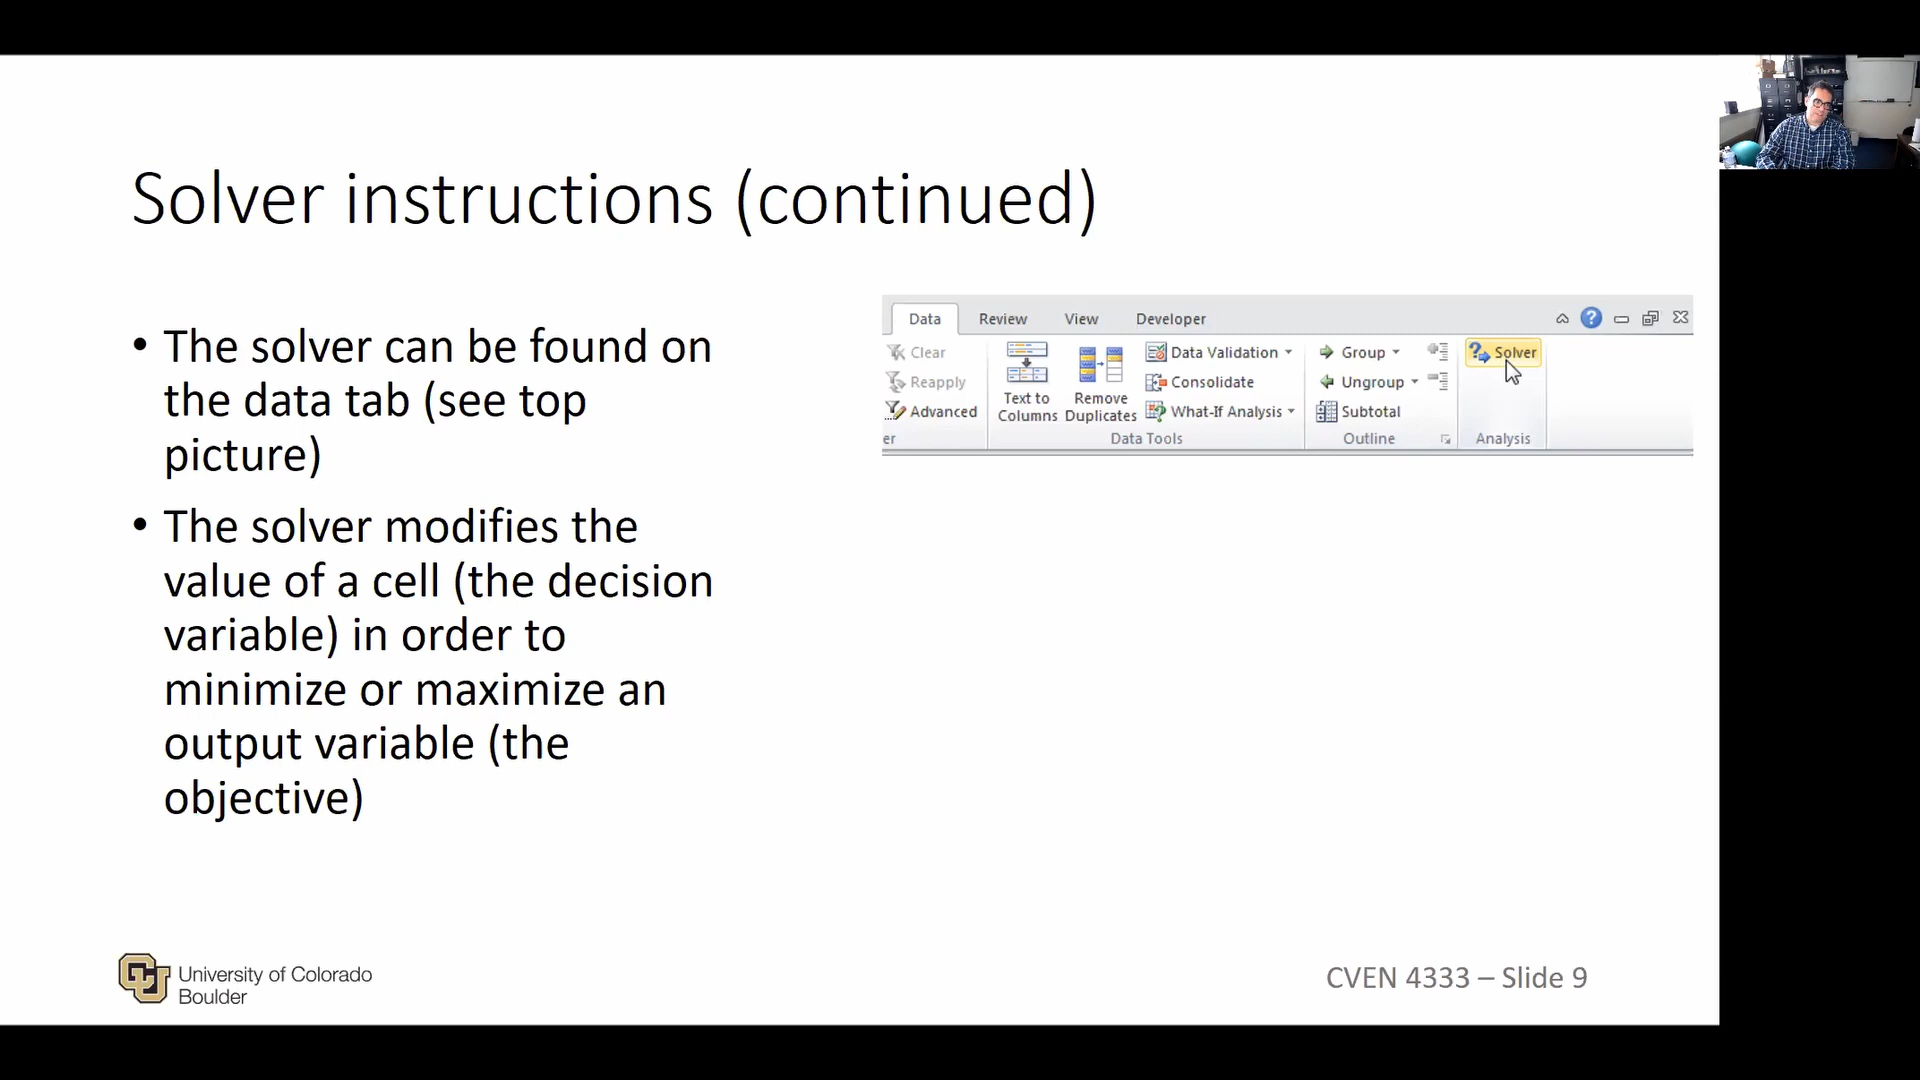 Solver instructions (continued)
• The solver can be found on
the data tab (see top
picture)
• The solver modifies the
value of a cell (the decision
variable) in order to
minimize or maximize an
output variable (the
objective)
Data Review View Developer
Clear
Reapply
Advanced
er
Text to
Columns
Remove
Duplicates
Data Validation
Consolidate
What-If Analysis
Data Tools
Group
Ungroup
Subtotal
Outline
Solver
Analysis
University of Colorado
Boulder
CVEN 4333 – Slide 9